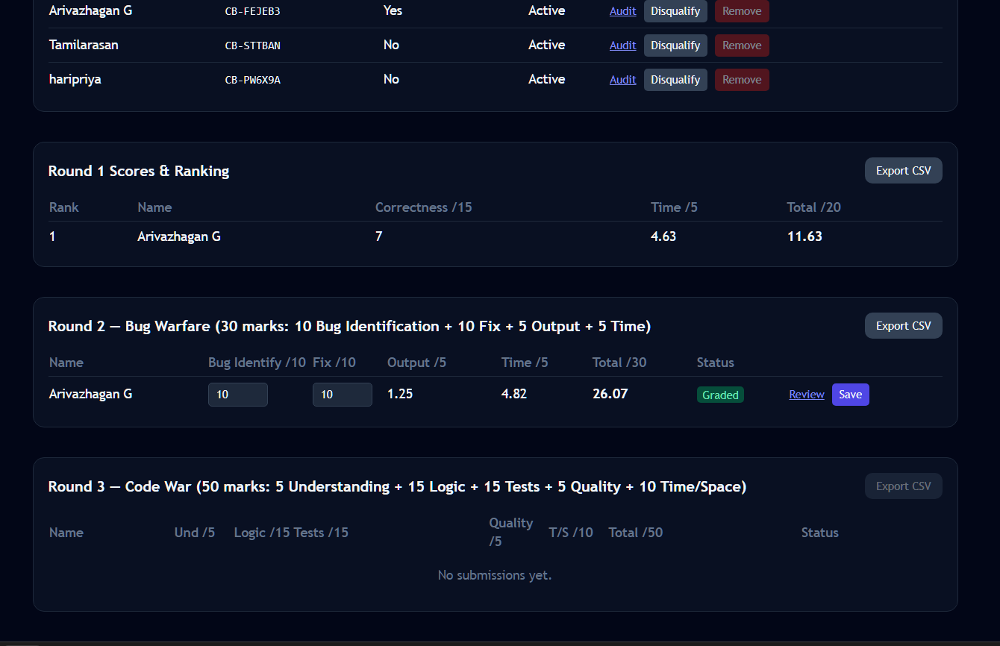 Arivazhagan G CB-FEJEB3 Yes Active Audit Disqualify Remove
Tamilarasan CB-STTBAN No Active Audit Disqualify Remove
haripriya CB-PW6X9A No Active Audit Disqualify Remove
Round 1 Scores & Ranking Export CSV
Rank Name Correctness /15 Time /5 Total /20
1 Arivazhagan G 7 4.63 11.63
Round 2 — Bug Warfare (30 marks: 10 Bug Identification + 10 Fix + 5 Output + 5 Time) Export CSV
Name Bug Identify /10 Fix /10 Output /5 Time /5 Total /30 Status
Arivazhagan G 10 10 1.25 4.82 26.07 Graded Review Save
Round 3 — Code War (50 marks: 5 Understanding + 15 Logic + 15 Tests + 5 Quality + 10 Time/Space) Export CSV
Name Und /5 Logic /15 Tests /15 Quality /5 T/S /10 Total /50 Status
No submissions yet.